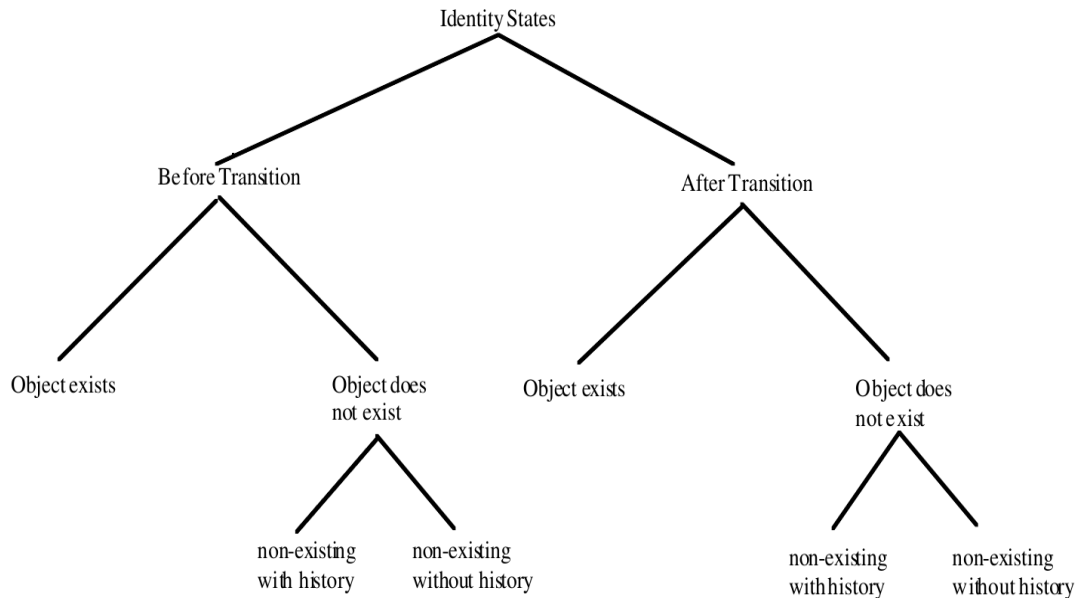 Identity States
Before Transition
After Transition
Object exists
Object does
not exist
Object exists
Object does
not exist
non-existing
with history
non-existing
without history
non-existing
with history
non-existing
without history